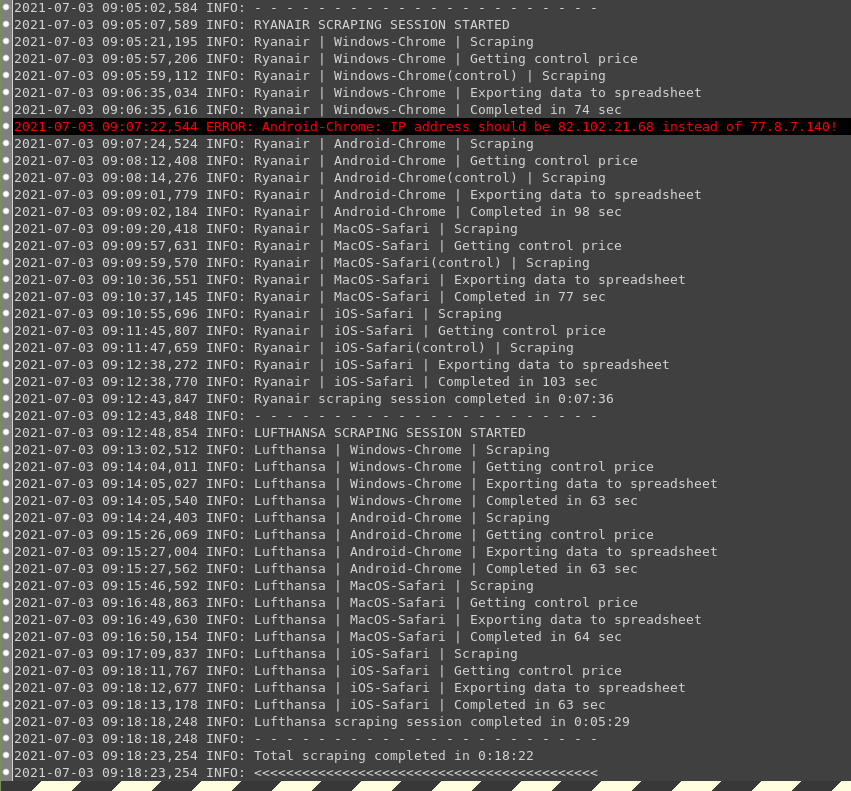 2021-07-03 09:05:02,584 INFO: - - - - - - - - - - - - - - - - - - - - - -
2021-07-03 09:05:07,589 INFO: RYANAIR SCRAPING SESSION STARTED
2021-07-03 09:05:21,195 INFO: Ryanair | Windows-Chrome | Scraping
2021-07-03 09:05:57,206 INFO: Ryanair | Windows-Chrome | Getting control price
2021-07-03 09:05:59,112 INFO: Ryanair | Windows-Chrome(control) | Scraping
2021-07-03 09:06:35,034 INFO: Ryanair | Windows-Chrome | Exporting data to spreadsheet
2021-07-03 09:06:35,616 INFO: Ryanair | Windows-Chrome | Completed in 74 sec
2021-07-03 09:07:22,544 ERROR: Android-Chrome: IP address should be 82.102.21.68 instead of 77.8.7.140!
2021-07-03 09:07:24,524 INFO: Ryanair | Android-Chrome | Scraping
2021-07-03 09:08:12,408 INFO: Ryanair | Android-Chrome | Getting control price
2021-07-03 09:08:14,276 INFO: Ryanair | Android-Chrome(control) | Scraping
2021-07-03 09:09:01,779 INFO: Ryanair | Android-Chrome | Exporting data to spreadsheet
2021-07-03 09:09:02,184 INFO: Ryanair | Android-Chrome | Completed in 98 sec
2021-07-03 09:09:20,418 INFO: Ryanair | MacOS-Safari | Scraping
2021-07-03 09:09:57,631 INFO: Ryanair | MacOS-Safari | Getting control price
2021-07-03 09:09:59,570 INFO: Ryanair | MacOS-Safari(control) | Scraping
2021-07-03 09:10:36,551 INFO: Ryanair | MacOS-Safari | Exporting data to spreadsheet
2021-07-03 09:10:37,145 INFO: Ryanair | MacOS-Safari | Completed in 77 sec
2021-07-03 09:10:55,696 INFO: Ryanair | iOS-Safari | Scraping
2021-07-03 09:11:45,807 INFO: Ryanair | iOS-Safari | Getting control price
2021-07-03 09:11:47,659 INFO: Ryanair | iOS-Safari(control) | Scraping
2021-07-03 09:12:38,272 INFO: Ryanair | iOS-Safari | Exporting data to spreadsheet
2021-07-03 09:12:38,770 INFO: Ryanair | iOS-Safari | Completed in 103 sec
2021-07-03 09:12:43,847 INFO: Ryanair scraping session completed in 0:07:36
2021-07-03 09:12:43,848 INFO: - - - - - - - - - - - - - - - - - - - - - -
2021-07-03 09:12:48,854 INFO: LUFTHANSA SCRAPING SESSION STARTED
2021-07-03 09:13:02,512 INFO: Lufthansa | Windows-Chrome | Scraping
2021-07-03 09:14:04,011 INFO: Lufthansa | Windows-Chrome | Getting control price
2021-07-03 09:14:05,027 INFO: Lufthansa | Windows-Chrome | Exporting data to spreadsheet
2021-07-03 09:14:05,540 INFO: Lufthansa | Windows-Chrome | Completed in 63 sec
2021-07-03 09:14:24,403 INFO: Lufthansa | Android-Chrome | Scraping
2021-07-03 09:15:26,069 INFO: Lufthansa | Android-Chrome | Getting control price
2021-07-03 09:15:27,004 INFO: Lufthansa | Android-Chrome | Exporting data to spreadsheet
2021-07-03 09:15:27,562 INFO: Lufthansa | Android-Chrome | Completed in 63 sec
2021-07-03 09:15:46,592 INFO: Lufthansa | MacOS-Safari | Scraping
2021-07-03 09:16:48,863 INFO: Lufthansa | MacOS-Safari | Getting control price
2021-07-03 09:16:49,630 INFO: Lufthansa | MacOS-Safari | Exporting data to spreadsheet
2021-07-03 09:16:50,154 INFO: Lufthansa | MacOS-Safari | Completed in 64 sec
2021-07-03 09:17:09,837 INFO: Lufthansa | iOS-Safari | Scraping
2021-07-03 09:18:11,767 INFO: Lufthansa | iOS-Safari | Getting control price
2021-07-03 09:18:12,677 INFO: Lufthansa | iOS-Safari | Exporting data to spreadsheet
2021-07-03 09:18:13,178 INFO: Lufthansa | iOS-Safari | Completed in 63 sec
2021-07-03 09:18:18,248 INFO: Lufthansa scraping session completed in 0:05:29
2021-07-03 09:18:18,248 INFO: - - - - - - - - - - - - - - - - - - - - - -
2021-07-03 09:18:23,254 INFO: Total scraping completed in 0:18:22
2021-07-03 09:18:23,254 INFO: <<<<<<<<<<<<<<<<<<<<<<<<<<<<<<<<<<<<<<<<<<<